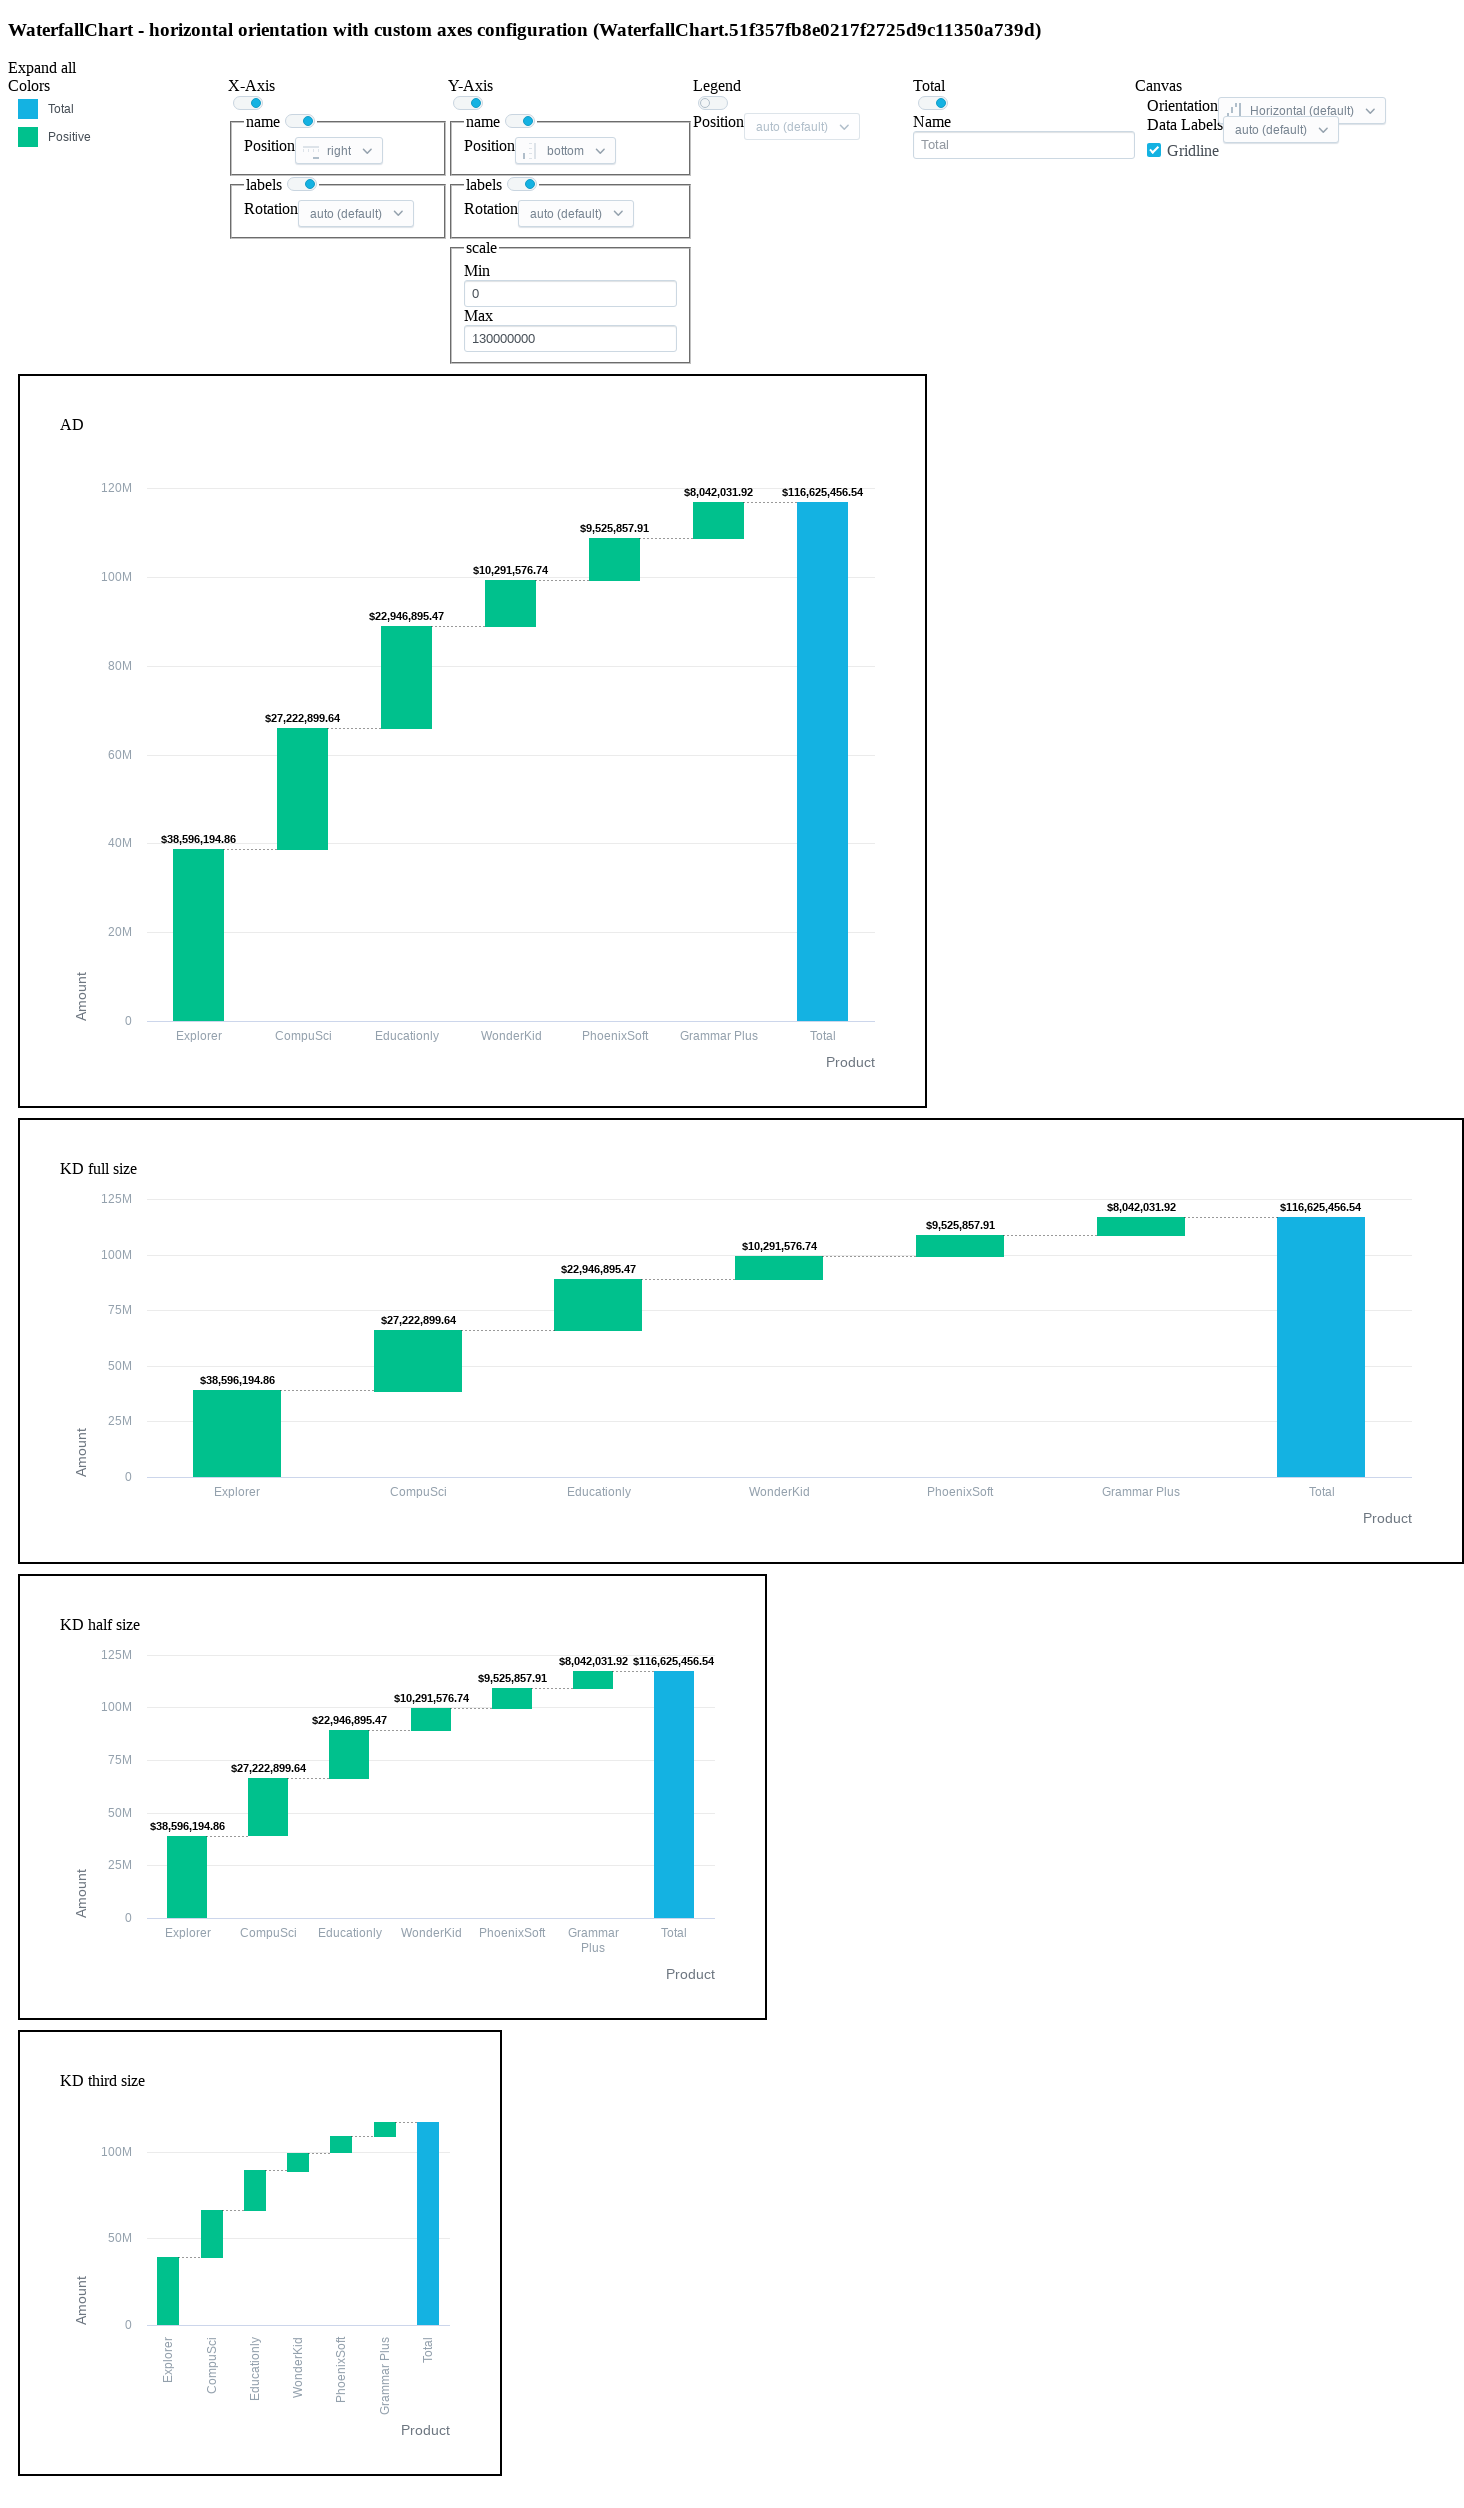 WaterfallChart - horizontal orientation with custom axes configuration (WaterfallChart.51f357fb8e0217f2725d9c11350a739d)
Expand all
Colors
Total
Positive
X-Axis
name
Position right
labels
Rotation auto (default)
Y-Axis
name
Position bottom
labels
Rotation auto (default)
scale
Min
0
Max
130000000
Legend
Position auto (default)
Total
Name
Total
Canvas
Orientation Horizontal (default)
Data Labels auto (default)
Gridline
AD
120M
100M
80M
60M
40M
20M
0
Amount
$38,596,194.86
$27,222,899.64
$22,946,895.47
$10,291,576.74
$9,525,857.91
$8,042,031.92
$116,625,456.54
Explorer
CompuSci
Educationly
WonderKid
PhoenixSoft
Grammar Plus
Total
Product
KD full size
125M
100M
75M
50M
25M
0
Amount
$38,596,194.86
$27,222,899.64
$22,946,895.47
$10,291,576.74
$9,525,857.91
$8,042,031.92
$116,625,456.54
Explorer
CompuSci
Educationly
WonderKid
PhoenixSoft
Grammar Plus
Total
Product
KD half size
125M
100M
75M
50M
25M
0
Amount
$38,596,194.86
$27,222,899.64
$22,946,895.47
$10,291,576.74
$9,525,857.91
$8,042,031.92
$116,625,456.54
Explorer
CompuSci
Educationly
WonderKid
PhoenixSoft
Grammar
Plus
Total
Product
KD third size
100M
50M
0
Amount
Explorer
CompuSci
Educationly
WonderKid
PhoenixSoft
Grammar Plus
Total
Product